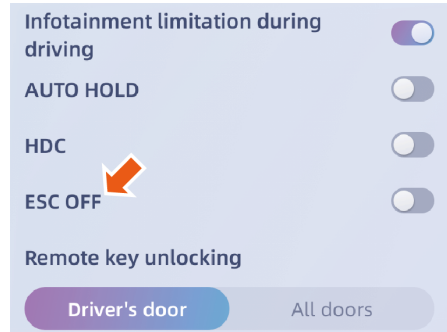 Infotainment limitation during
driving
AUTO HOLD
HDC
ESC OFF
Remote key unlocking
Driver's door
All doors